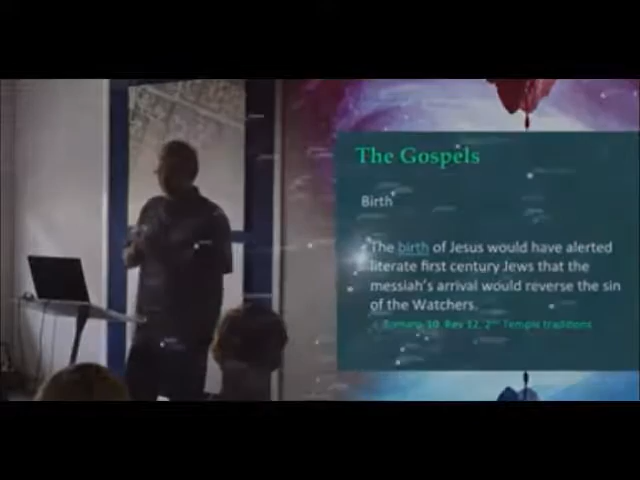 The Gospels
Birth
The birth of Jesus would have alerted
literate first century Jews that the
messiah's arrival would reverse the sin
of the Watchers.
10, Rev 12, 2nd Temple traditions